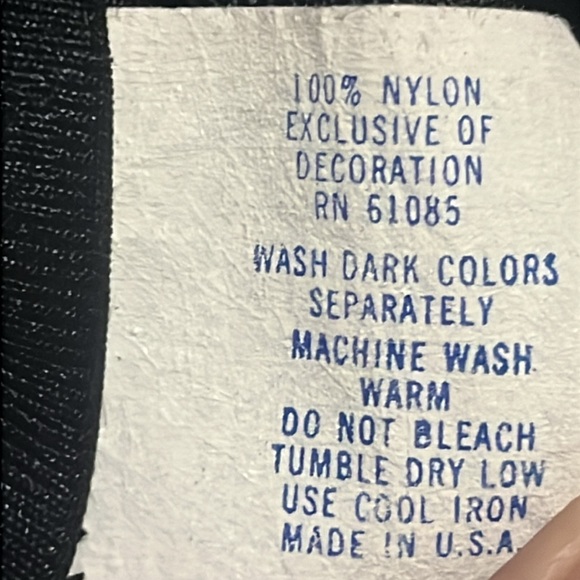 100% NYLON
EXCLUSIVE OF
DECORATION
RN 61085
WASH DARK COLORS
SEPARATELY
MACHINE WASH
WARM
DO NOT BLEACH
TUMBLE DRY LOW
USE COOL IRON
MADE IN U.S.A.